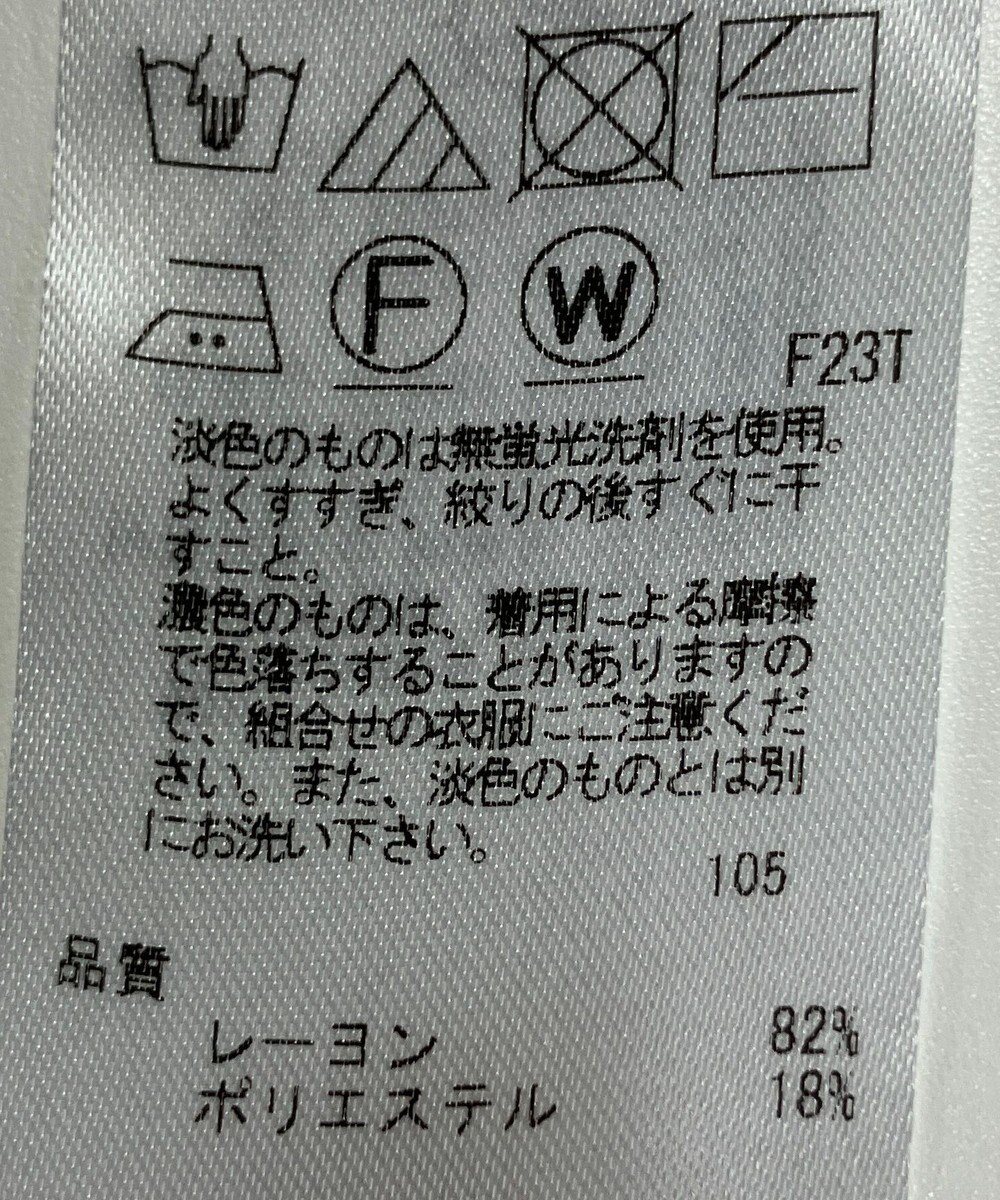 F W F23T
淡色のものは無蛍光洗剤を使用。
よくすすぎ、絞りの後すぐに干
すこと。
濃色のものは、着用による摩擦
で色落ちすることがありますの
で、組合せの衣服にご注意くだ
さい。また、淡色のものとは別
にお洗い下さい。
105
品質
レーヨン 82%
ポリエステル 18%